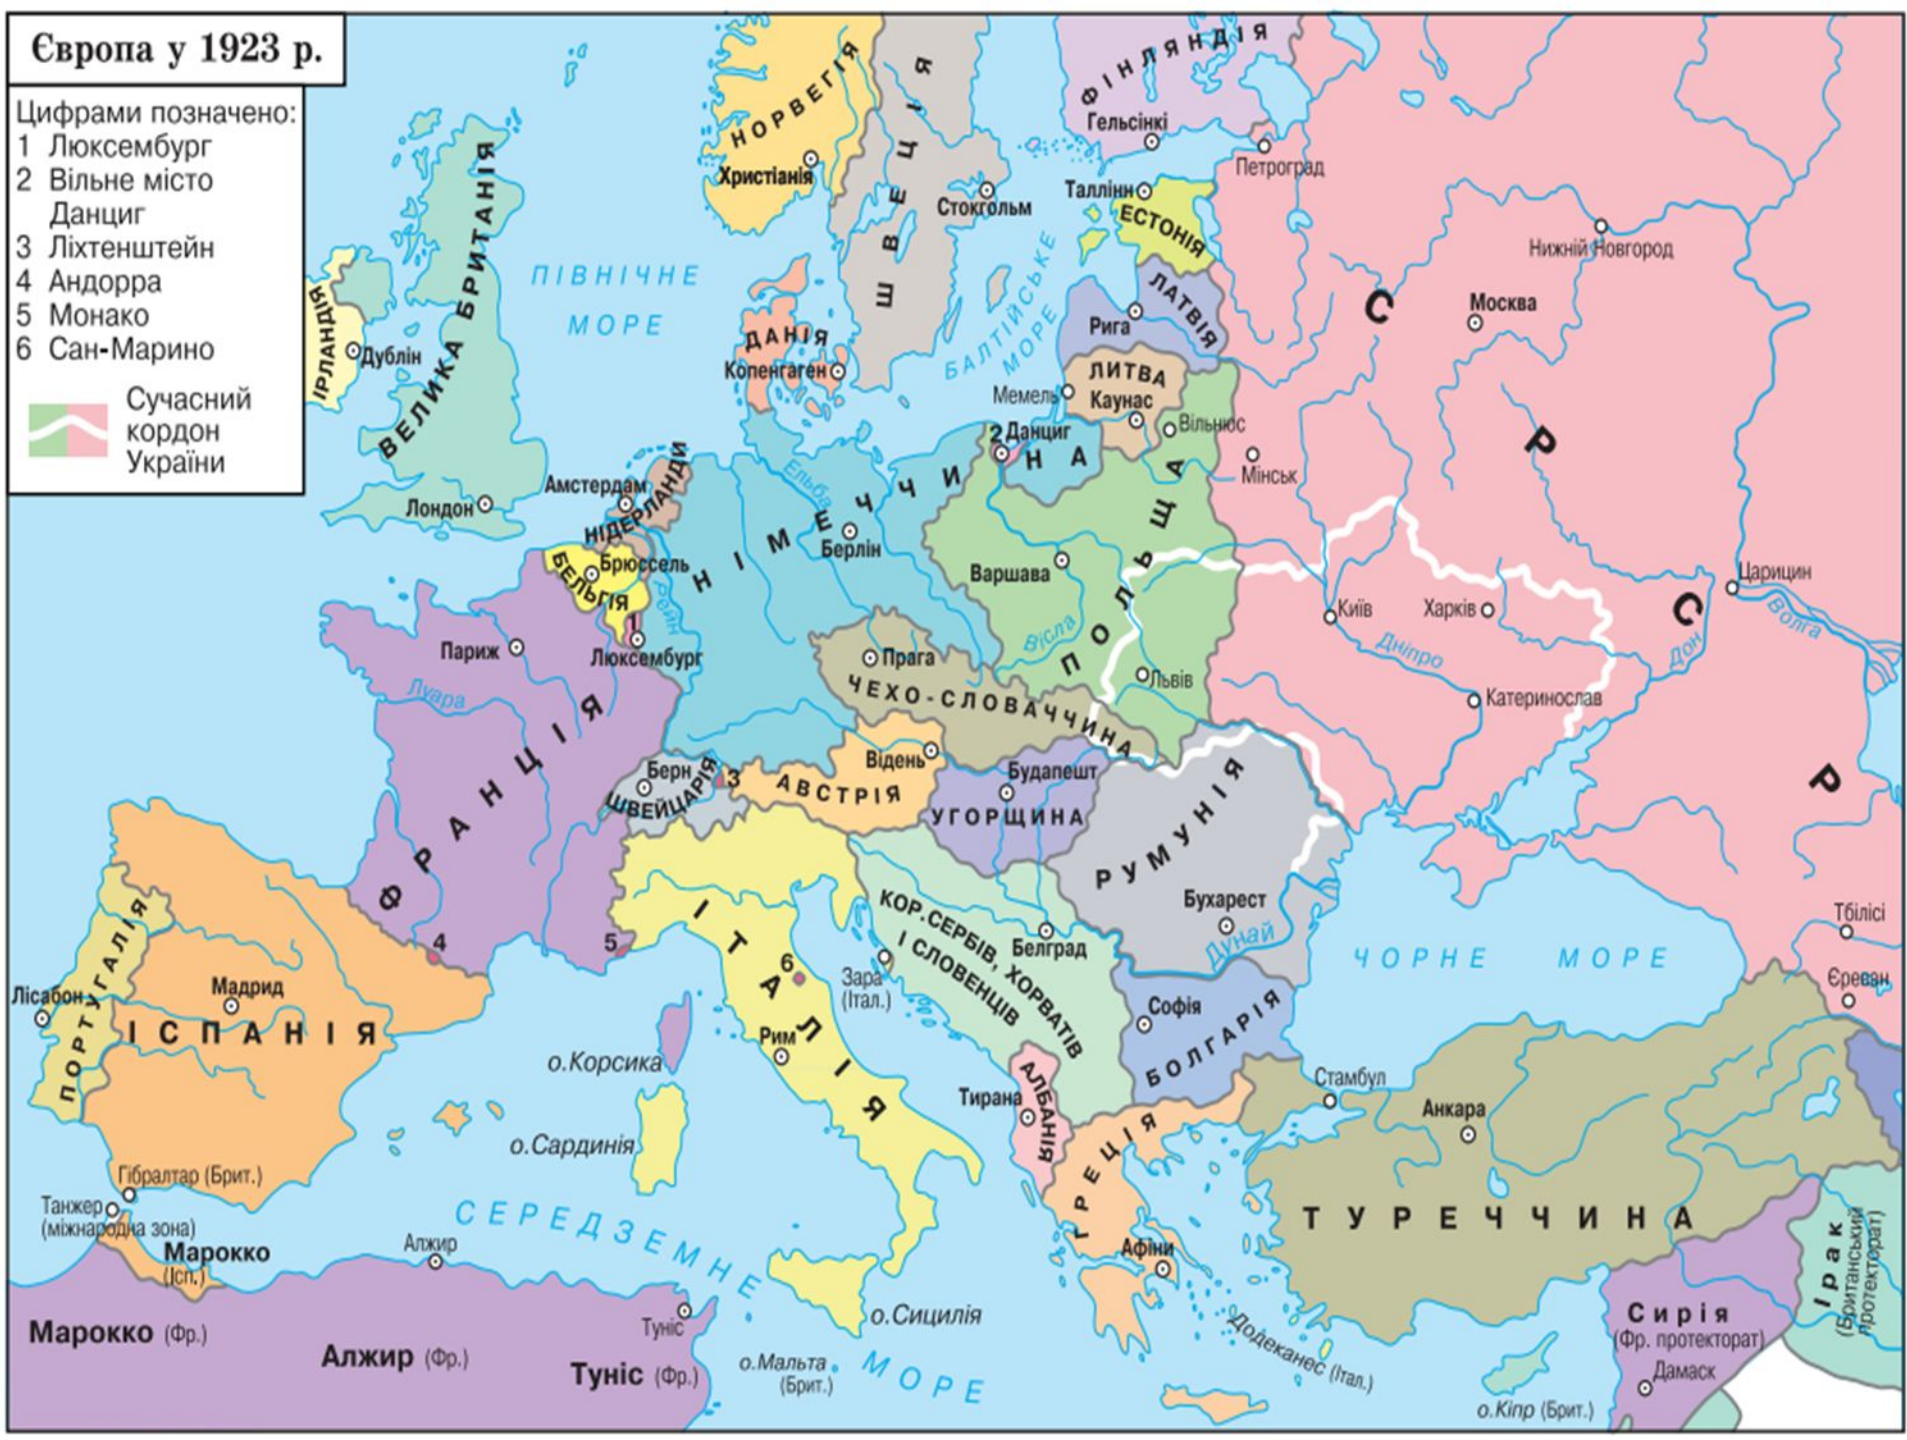 Європа у 1923 р.
Цифрами позначено:
1 Люксембург
2 Вільне місто
Данциг
3 Ліхтенштейн
4 Андорра
5 Монако
6 Сан-Марино
Сучасний
кордон
України
НОРВЕГІЯ
Христіанія
ШВЕЦІЯ
Стокгольм
ФІНЛЯНДІЯ
Гельсінкі
Петроград
Таллінн
ЕСТОНІЯ
ЛАТВІЯ
Рига
ЛИТВА
Каунас
Мемель
Вільнюс
Мінськ
Нижній Новгород
Москва
С Р С Р
ПІВНІЧНЕ
МОРЕ
БАЛТІЙСЬКЕ
МОРЕ
ІРЛАНДІЯ
Дублін
ВЕЛИКА БРИТАНІЯ
Лондон
ДАНІЯ
Копенгаген
2 Данциг
Амстердам
НІДЕРЛАНДИ
Брюссель
БЕЛЬГІЯ
1
Люксембург
Рейн
Ельба
НІМЕЧЧИНА
Берлін
Варшава
ПОЛЬЩА
Вісла
Львів
Київ
Харків
Дніпро
Катеринослав
Царицин
Волга
Дон
Париж
Луара
ФРАНЦІЯ
Прага
ЧЕХО-СЛОВАЧЧИНА
Берн
ШВЕЙЦАРІЯ
3
Відень
АВСТРІЯ
Будапешт
УГОРЩИНА
РУМУНІЯ
Бухарест
Дунай
ЧОРНЕ МОРЕ
Тбілісі
Єреван
ПОРТУГАЛІЯ
Лісабон
Мадрид
ІСПАНІЯ
4
5
6
ІТАЛІЯ
Рим
о.Корсика
о.Сардинія
Зара
(Італ.)
КОР.СЕРБІВ, ХОРВАТІВ
І СЛОВЕНЦІВ
Белград
Софія
БОЛГАРІЯ
Тирана
АЛБАНІЯ
ГРЕЦІЯ
Афіни
Стамбул
Анкара
ТУРЕЧЧИНА
Гібралтар (Брит.)
Танжер
(міжнародна зона)
Марокко
(Ісп.)
Алжир
СЕРЕДЗЕМНЕ
МОРЕ
Марокко (Фр.)
Алжир (Фр.)
Туніс
Туніс (Фр.)
о.Сицилія
о.Мальта
(Брит.)
Додеканес (Італ.)
о.Кіпр (Брит.)
Сирія
(Фр. протекторат)
Дамаск
Ірак
(Британський
протекторат)